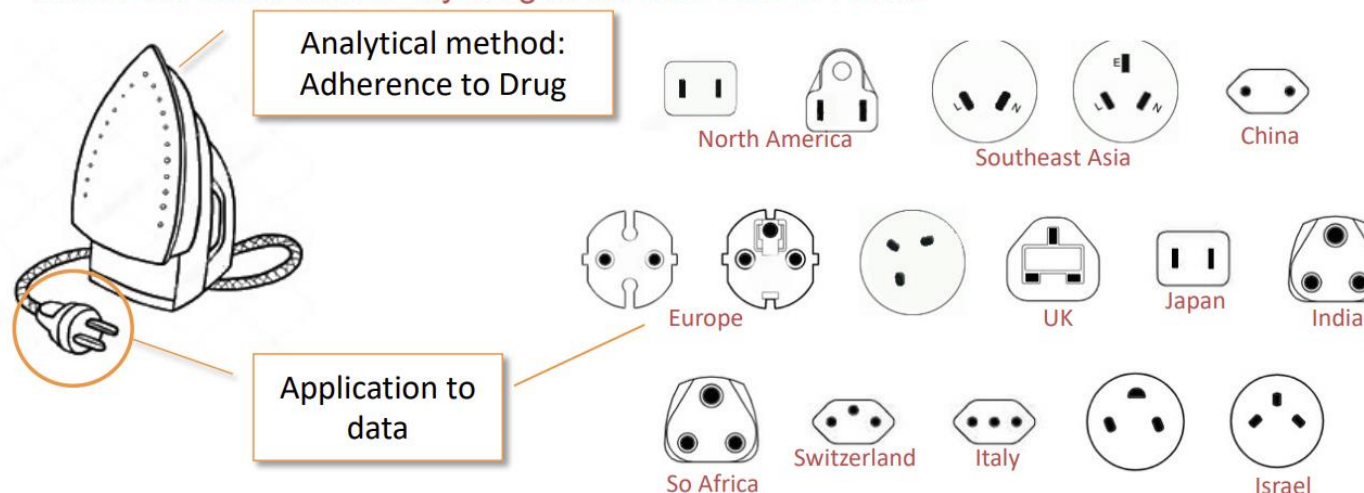 Analytical method:
Adherence to Drug
North America
Southeast Asia
China
E
L N
L N
Europe
UK
Japan
India
Application to
data
So Africa
Switzerland
Italy
Israel